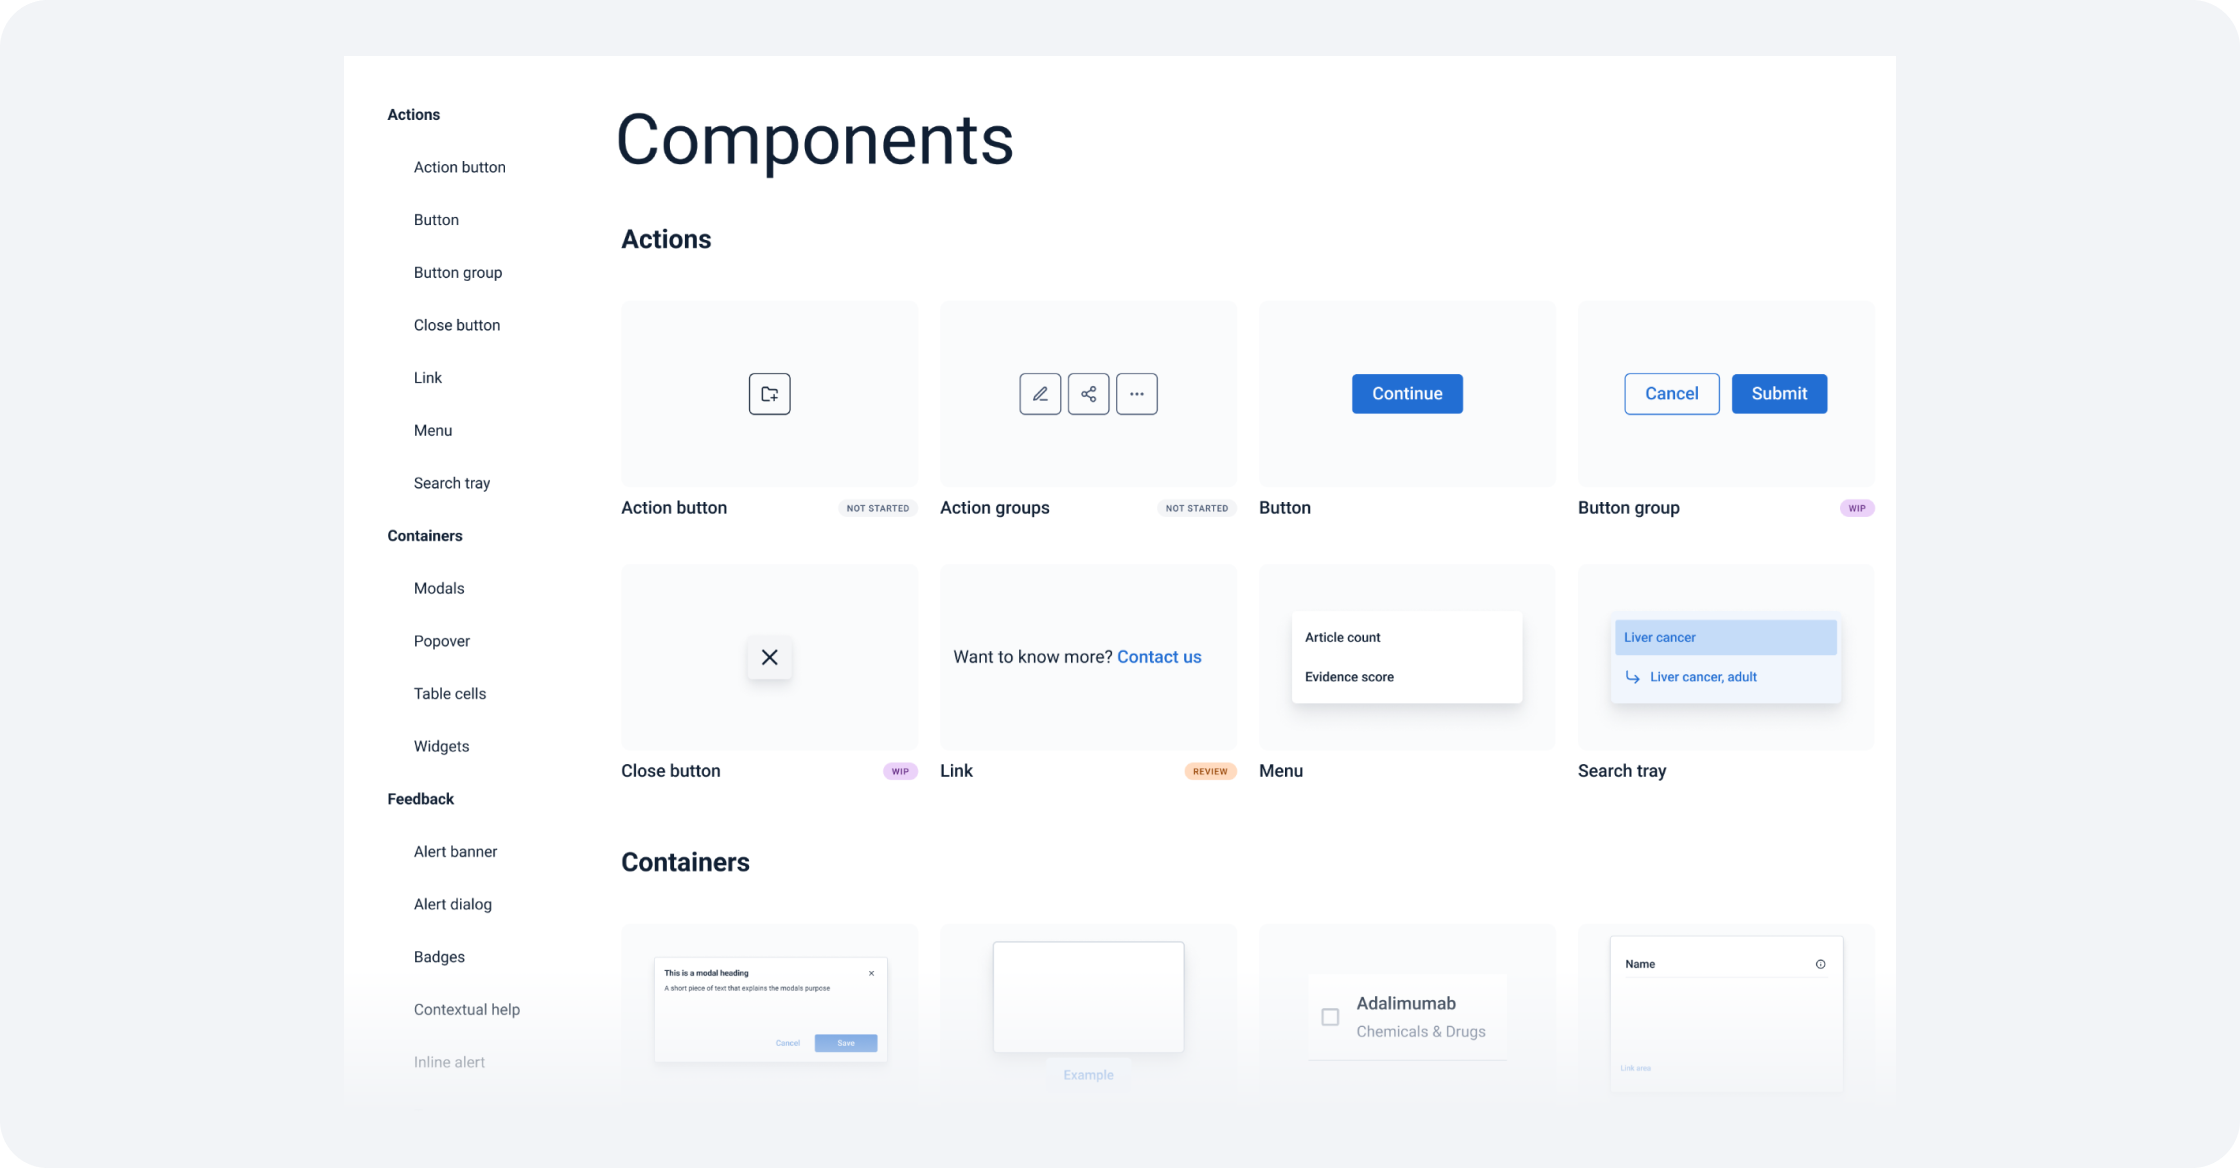 Actions
Action button
Button
Button group
Close button
Link
Menu
Search tray
Containers
Modals
Popover
Table cells
Widgets
Feedback
Alert banner
Alert dialog
Badges
Contextual help
Inline alert
Components
Actions
Continue
Cancel Submit
Action button NOT STARTED
Action groups NOT STARTED
Button
Button group WIP
Want to know more? Contact us
Article count
Evidence score
Liver cancer
Liver cancer, adult
Close button WIP
Link REVIEW
Menu
Search tray
Containers
This is a modal heading
A short piece of text that explains the modals purpose
Cancel Save
Example
Adalimumab
Chemicals & Drugs
Name
Link area